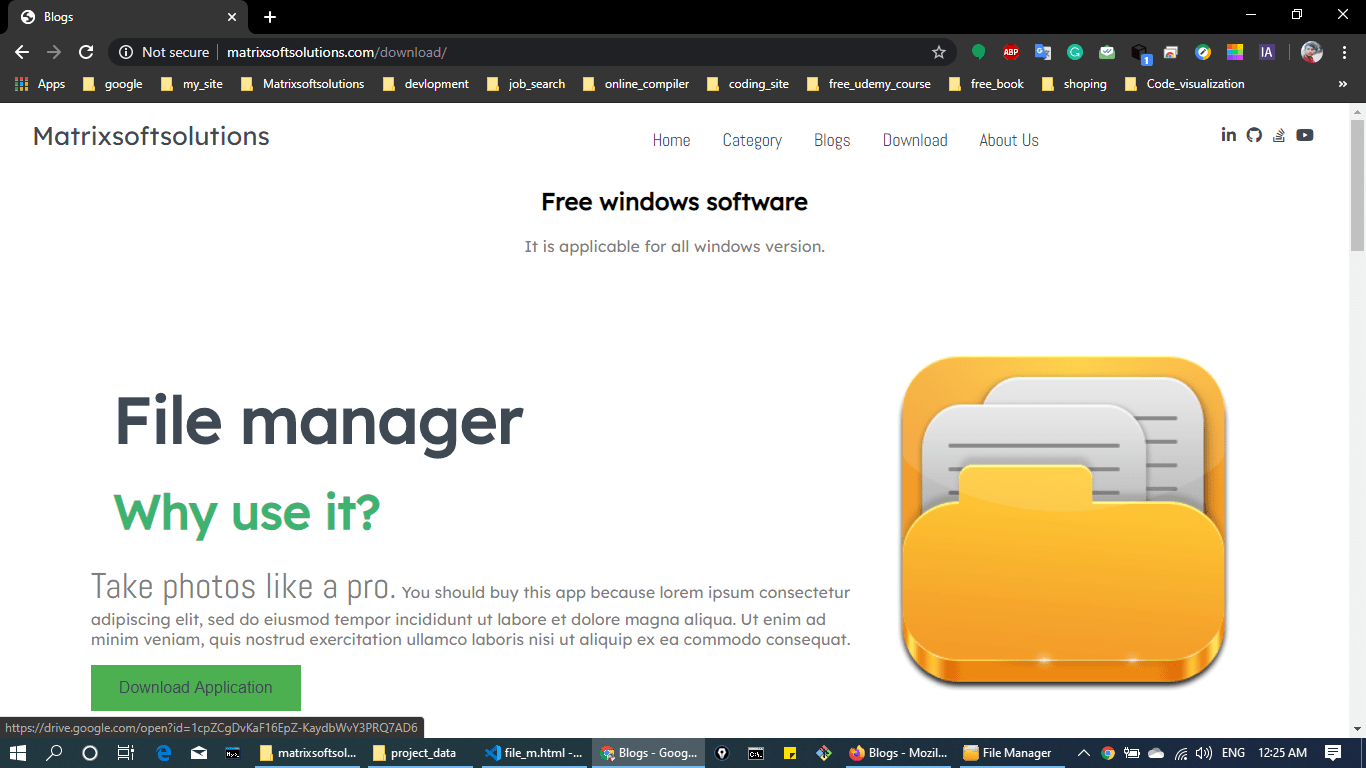 Blogs
Not secure
matrixsoftsolutions.com/download/
ABP
1
IA
Apps
google
my_site
Matrixsoftsolutions
devlopment
job_search
online_compiler
coding_site
free_udemy_course
free_book
shoping
Code_visualization
Matrixsoftsolutions
Home
Category
Blogs
Download
About Us
Free windows software
It is applicable for all windows version.
File manager
Why use it?
Take photos like a pro. You should buy this app because lorem ipsum consectetur
adipiscing elit, sed do eiusmod tempor incididunt ut labore et dolore magna aliqua. Ut enim ad
minim veniam, quis nostrud exercitation ullamco laboris nisi ut aliquip ex ea commodo consequat.
Download Application
https://drive.google.com/open?id=1cpZCgDvKaF16EpZ-KaydbWvY3PRQ7AD6
matrixsoftsol...
project_data
file_m.html -...
Blogs - Goog...
Blogs - Mozil...
File Manager
ENG
12:25 AM